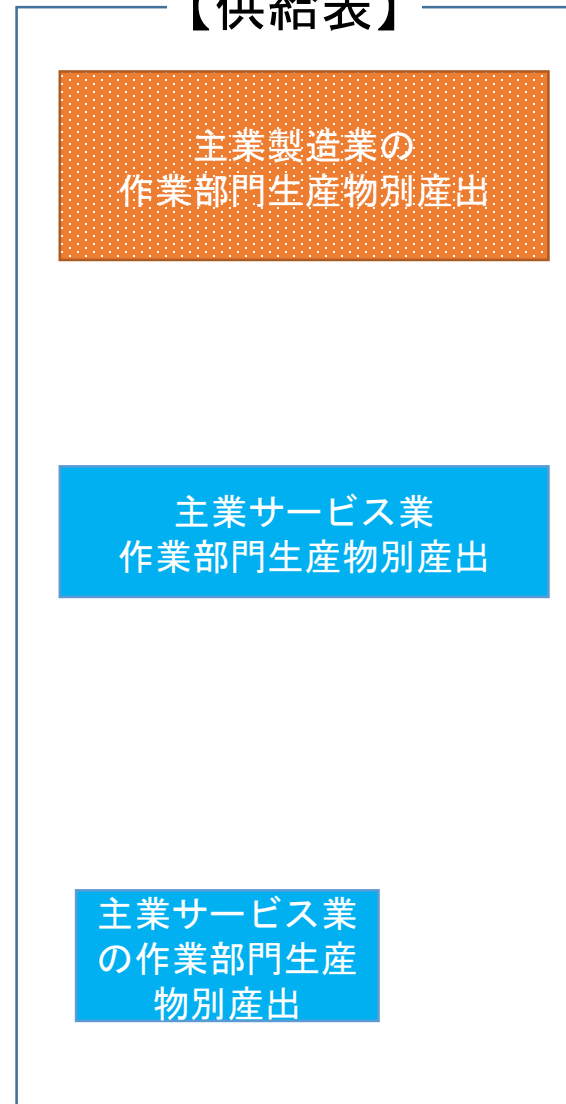 【供給表】
主業製造業の
作業部門生産物別産出
主業サービス業
作業部門生産物別産出
主業サービス業
の作業部門生産
物別産出